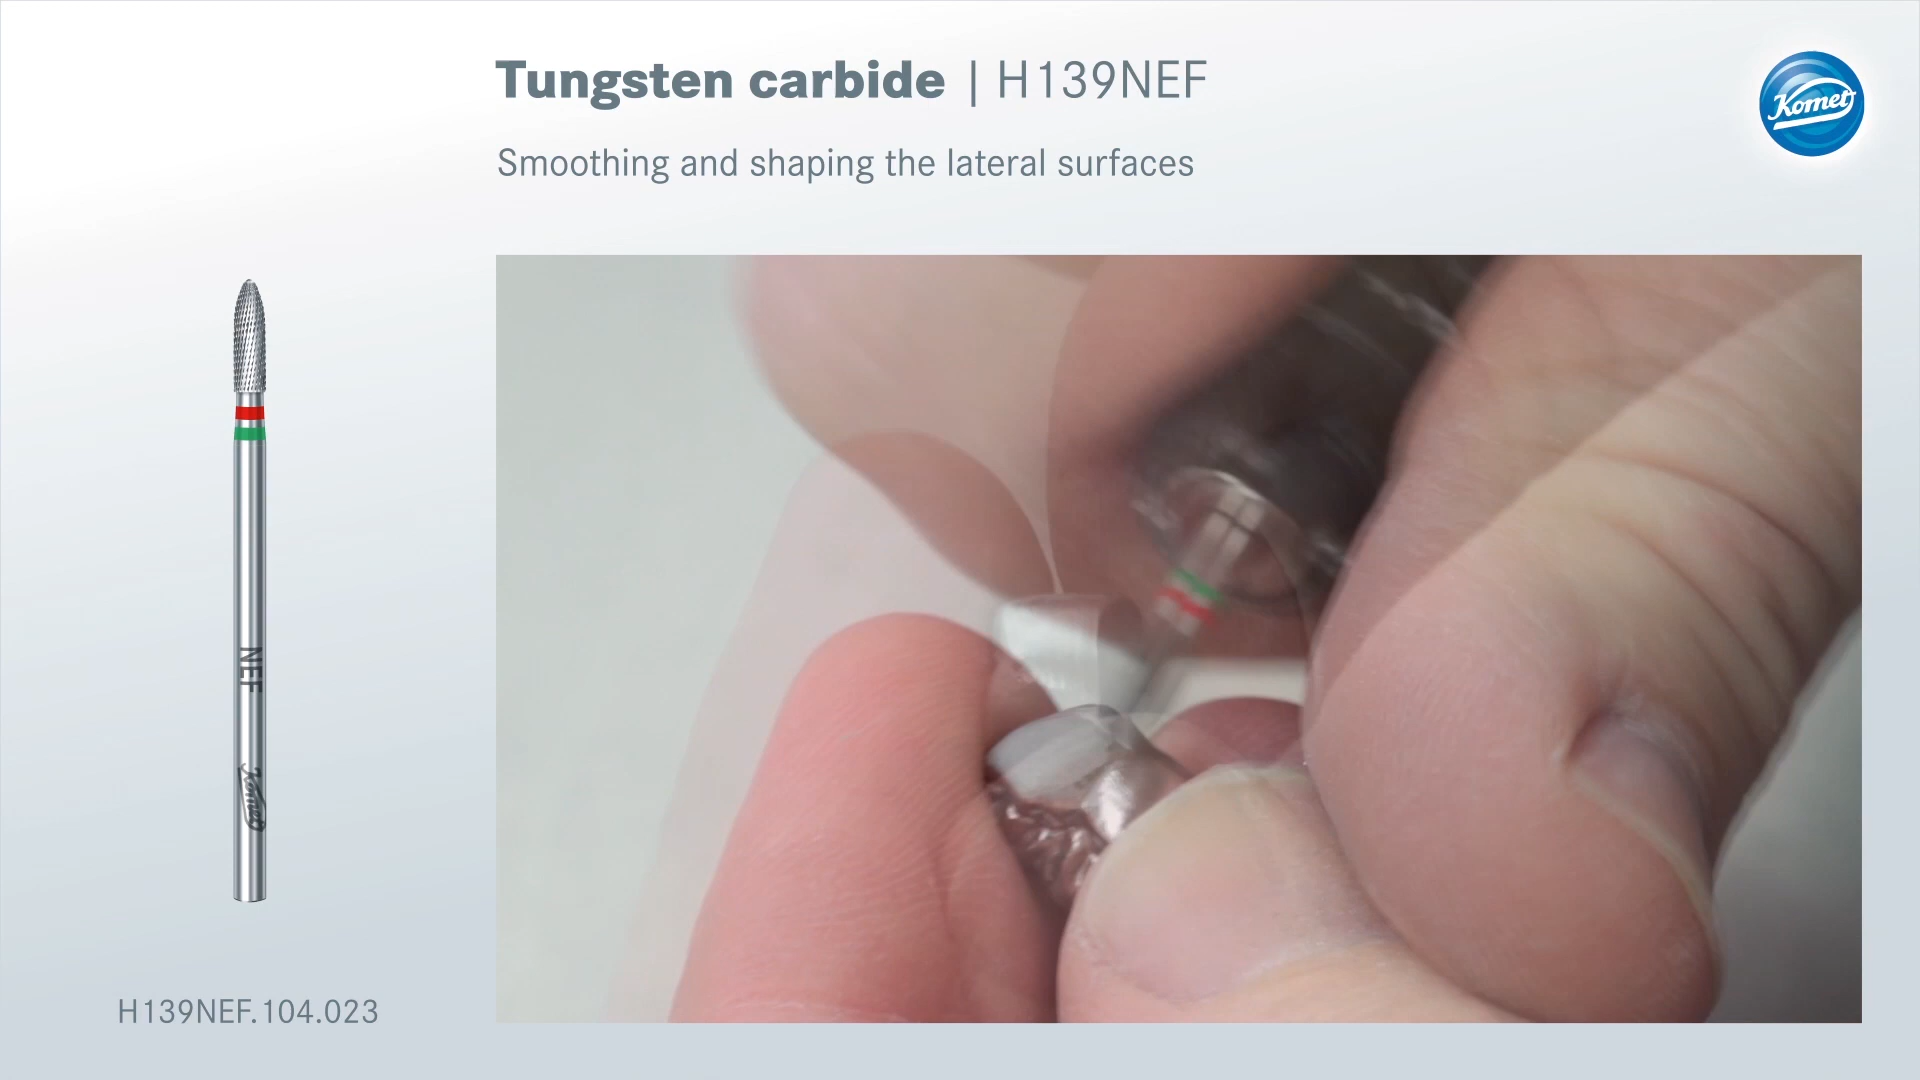 Tungsten carbide | H139NEF
Komet
Smoothing and shaping the lateral surfaces
NEF
Komet
H139NEF.104.023